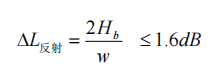 ΔL反射 = 2H_b / w ≤1.6dB